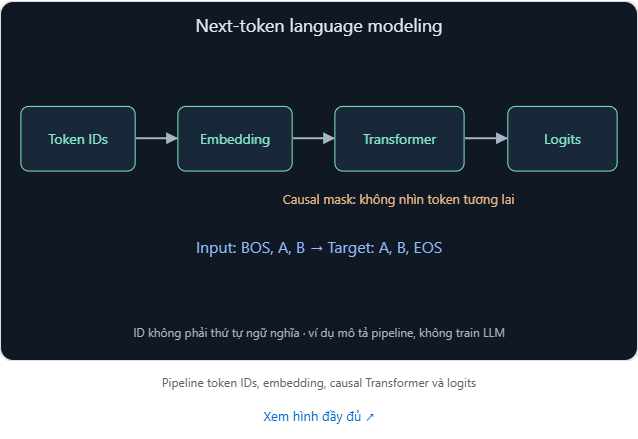 Next-token language modeling
Token IDs
Embedding
Transformer
Logits
Causal mask: không nhìn token tương lai
Input: BOS, A, B → Target: A, B, EOS
ID không phải thứ tự ngữ nghĩa · ví dụ mô tả pipeline, không train LLM
Pipeline token IDs, embedding, causal Transformer và logits
Xem hình đầy đủ ↗